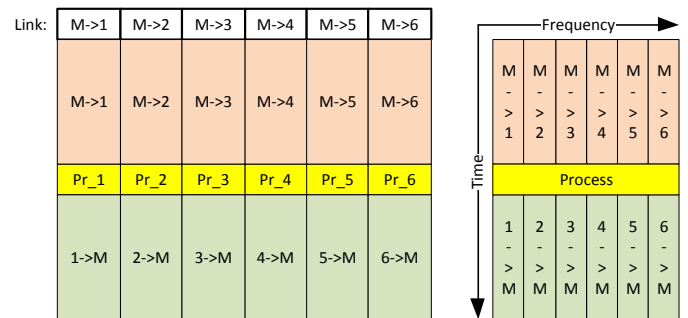 Link: M->1 M->2 M->3 M->4 M->5 M->6
M->1 M->2 M->3 M->4 M->5 M->6
Pr_1 Pr_2 Pr_3 Pr_4 Pr_5 Pr_6
1->M 2->M 3->M 4->M 5->M 6->M
Frequency
Time
M->1 M->2 M->3 M->4 M->5 M->6
Process
1->M 2->M 3->M 4->M 5->M 6->M